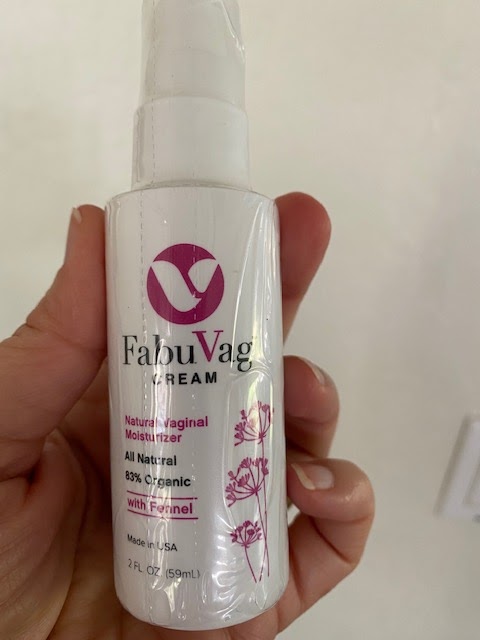 FabuVag
CREAM
Natural Vaginal
Moisturizer
All Natural
83% Organic
with Fennel
Made in USA
2 FL OZ (59mL)